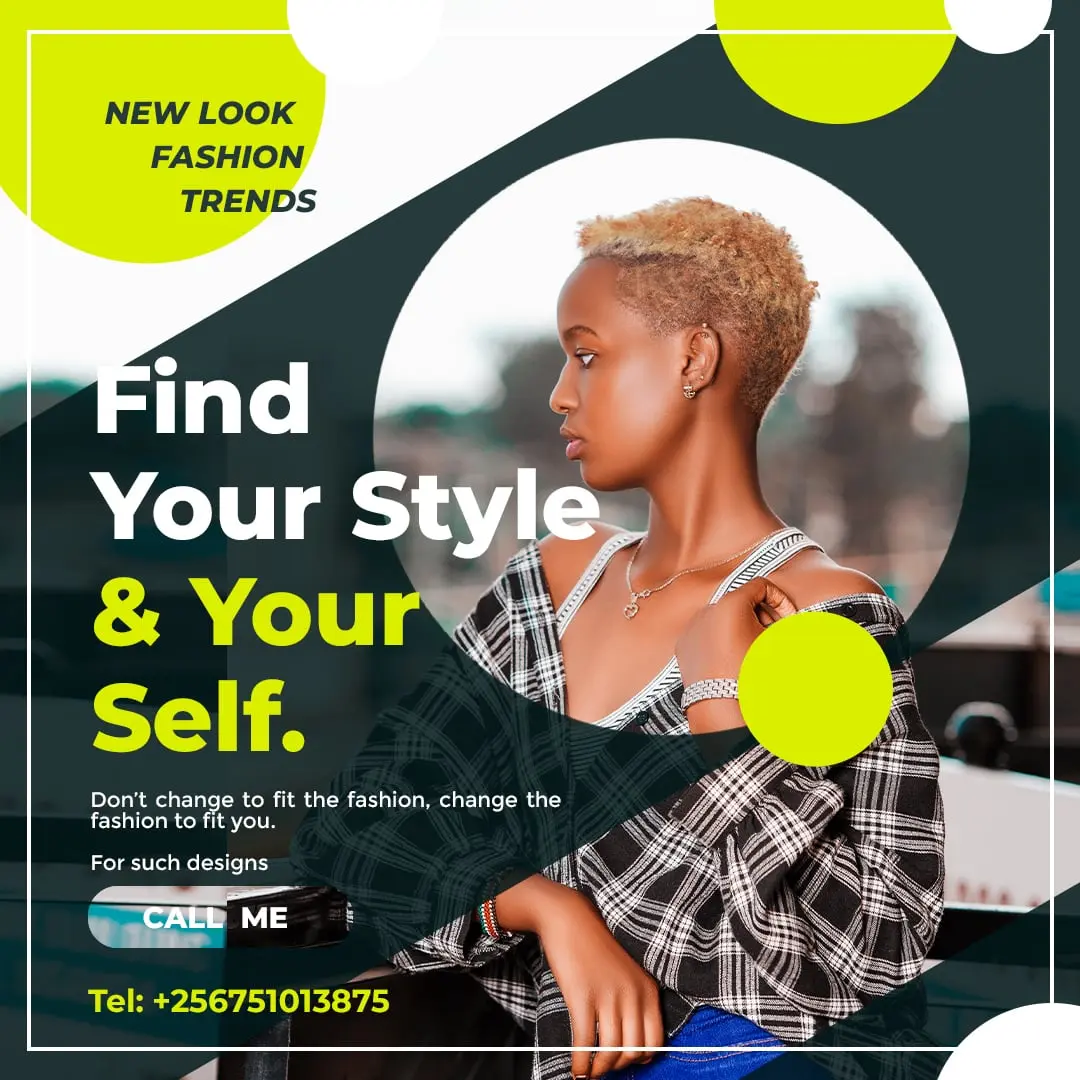 NEW LOOK
FASHION
TRENDS
Find
Your Style
& Your
Self.
Don’t change to fit the fashion, change the
fashion to fit you.
For such designs
CALL ME
Tel: +256751013875